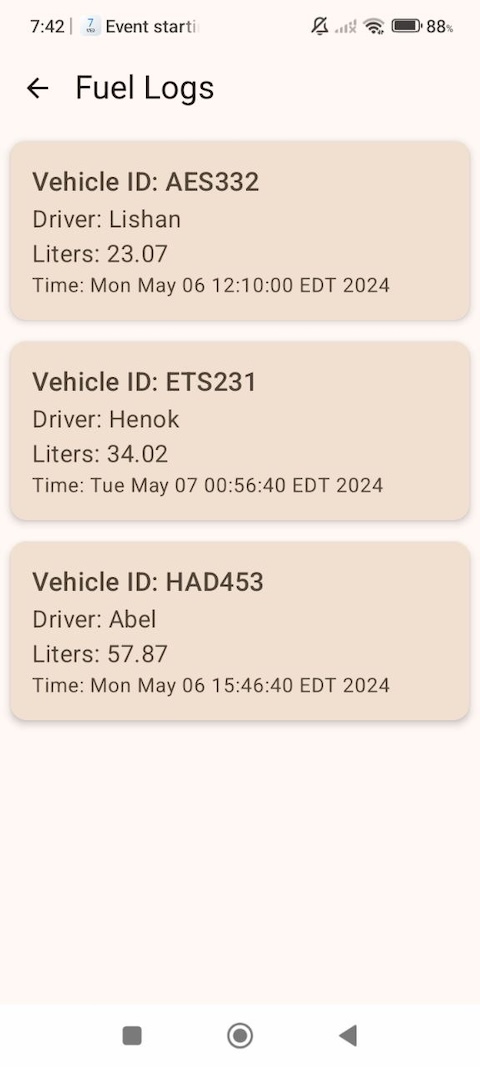 7:42 | 7 Event starti 88%
Fuel Logs
Vehicle ID: AES332
Driver: Lishan
Liters: 23.07
Time: Mon May 06 12:10:00 EDT 2024
Vehicle ID: ETS231
Driver: Henok
Liters: 34.02
Time: Tue May 07 00:56:40 EDT 2024
Vehicle ID: HAD453
Driver: Abel
Liters: 57.87
Time: Mon May 06 15:46:40 EDT 2024